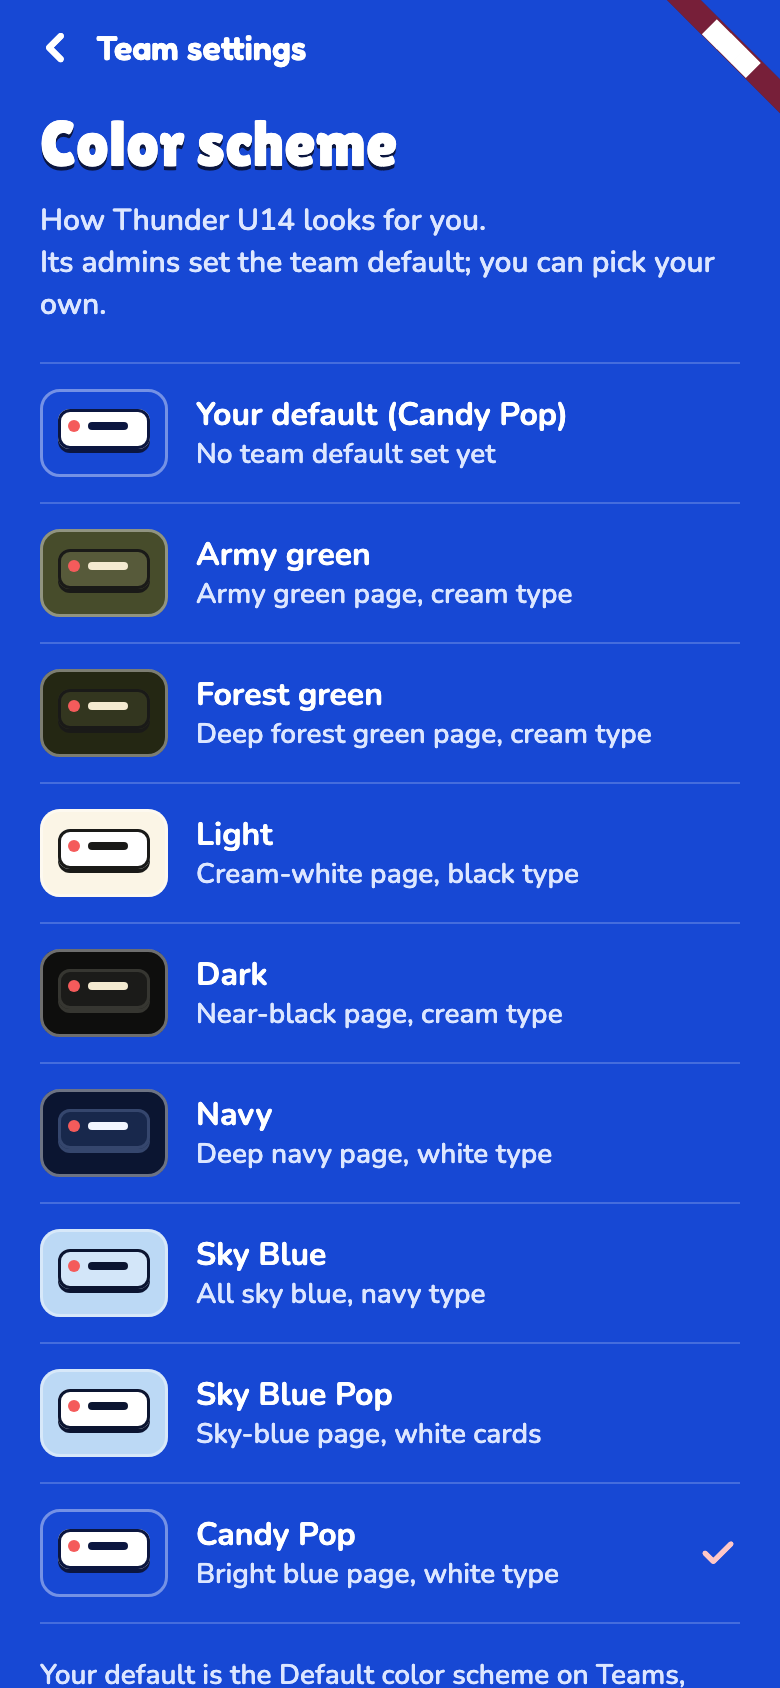 Team settings
Color scheme
How Thunder U14 looks for you.
Its admins set the team default; you can pick your
own.
Your default (Candy Pop)
No team default set yet
Army green
Army green page, cream type
Forest green
Deep forest green page, cream type
Light
Cream-white page, black type
Dark
Near-black page, cream type
Navy
Deep navy page, white type
Sky Blue
All sky blue, navy type
Sky Blue Pop
Sky-blue page, white cards
Candy Pop
Bright blue page, white type
Your default is the Default color scheme on Teams,